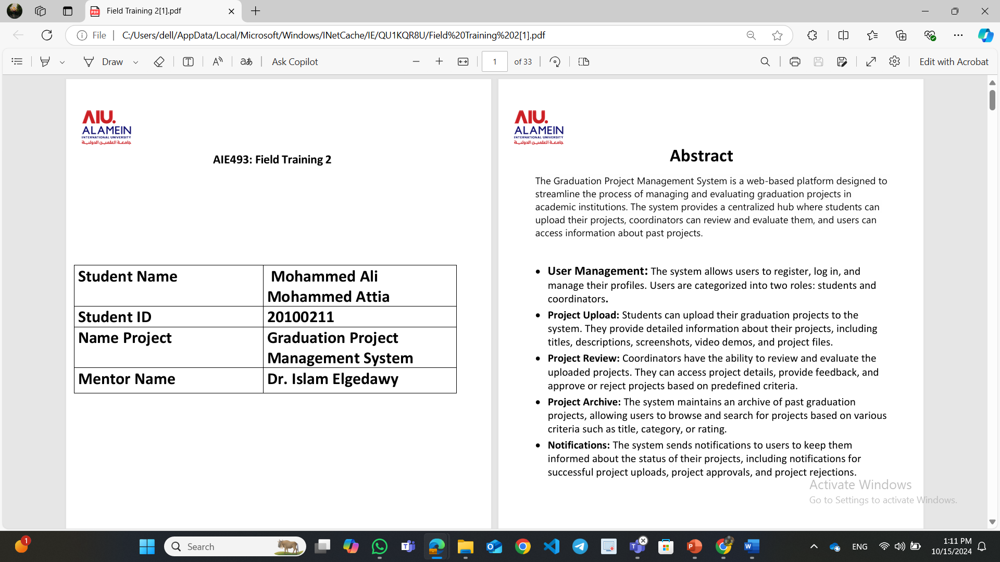 Field Training 2[1].pdf
File
C:/Users/dell/AppData/Local/Microsoft/Windows/INetCache/IE/QU1KQR8U/Field%20Training%202[1].pdf
Draw
Ask Copilot
1
of 33
Edit with Acrobat
AIU.
ALAMEIN
INTERNATIONAL UNIVERSITY
جامعة العلمين الدولية
AIE493: Field Training 2
Student Name
Mohammed Ali
Mohammed Attia
Student ID
20100211
Name Project
Graduation Project
Management System
Mentor Name
Dr. Islam Elgedawy
AIU.
ALAMEIN
INTERNATIONAL UNIVERSITY
جامعة العلمين الدولية
Abstract
The Graduation Project Management System is a web-based platform designed to
streamline the process of managing and evaluating graduation projects in
academic institutions. The system provides a centralized hub where students can
upload their projects, coordinators can review and evaluate them, and users can
access information about past projects.
• User Management: The system allows users to register, log in, and
manage their profiles. Users are categorized into two roles: students and
coordinators.
• Project Upload: Students can upload their graduation projects to the
system. They provide detailed information about their projects, including
titles, descriptions, screenshots, video demos, and project files.
• Project Review: Coordinators have the ability to review and evaluate the
uploaded projects. They can access project details, provide feedback, and
approve or reject projects based on predefined criteria.
• Project Archive: The system maintains an archive of past graduation
projects, allowing users to browse and search for projects based on various
criteria such as title, category, or rating.
• Notifications: The system sends notifications to users to keep them
informed about the status of their projects, including notifications for
successful project uploads, project approvals, and project rejections.
Activate Windows
Go to Settings to activate Windows.
1
Search
ENG
1:11 PM
10/15/2024